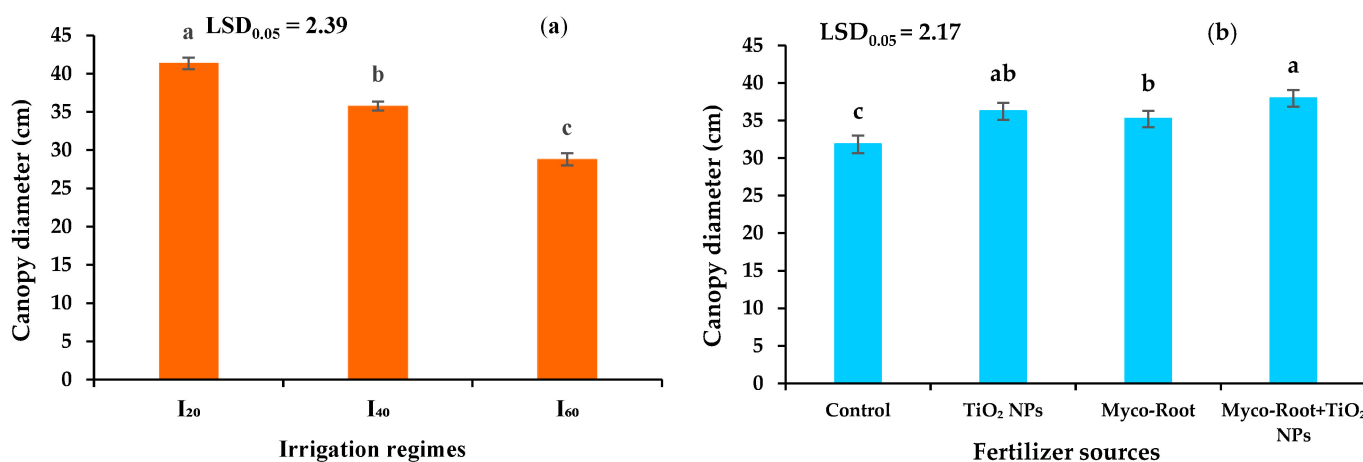 LSD0.05 = 2.39
(a)
Canopy diameter (cm)
45
40
35
30
25
20
15
10
5
0
a
b
c
I20
I40
I60
Irrigation regimes
LSD0.05 = 2.17
(b)
Canopy diameter (cm)
50
45
40
35
30
25
20
15
10
5
0
c
ab
b
a
Control
TiO2 NPs
Myco-Root
Myco-Root+TiO2
NPs
Fertilizer sources